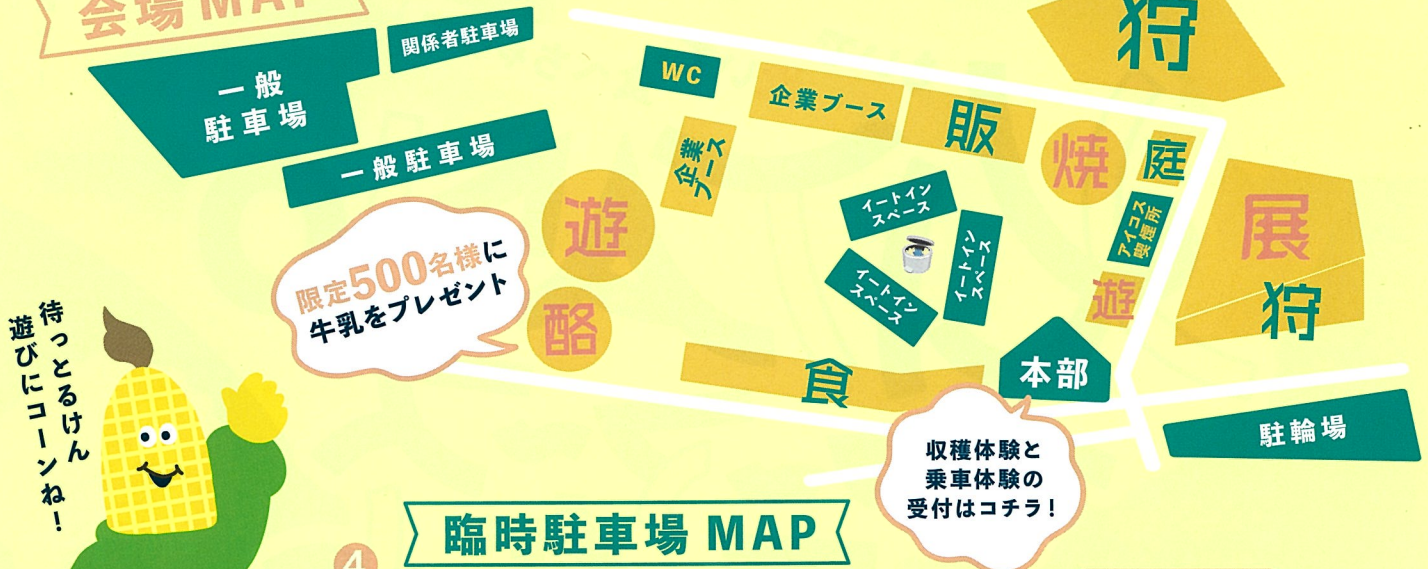 会場 MAP
関係者駐車場
一般
駐車場
一般駐車場
WC
企業ブース
企業
ブース
販
焼
庭
狩
アイコス
喫煙所
展
狩
遊
遊
酪
イートイン
スペース
イートイン
スペース
イートイン
スペース
食
本部
駐輪場
限定500名様に
牛乳をプレゼント
収穫体験と
乗車体験の
受付はコチラ!
待っとるけん
遊びにコーンね!
臨時駐車場 MAP
4